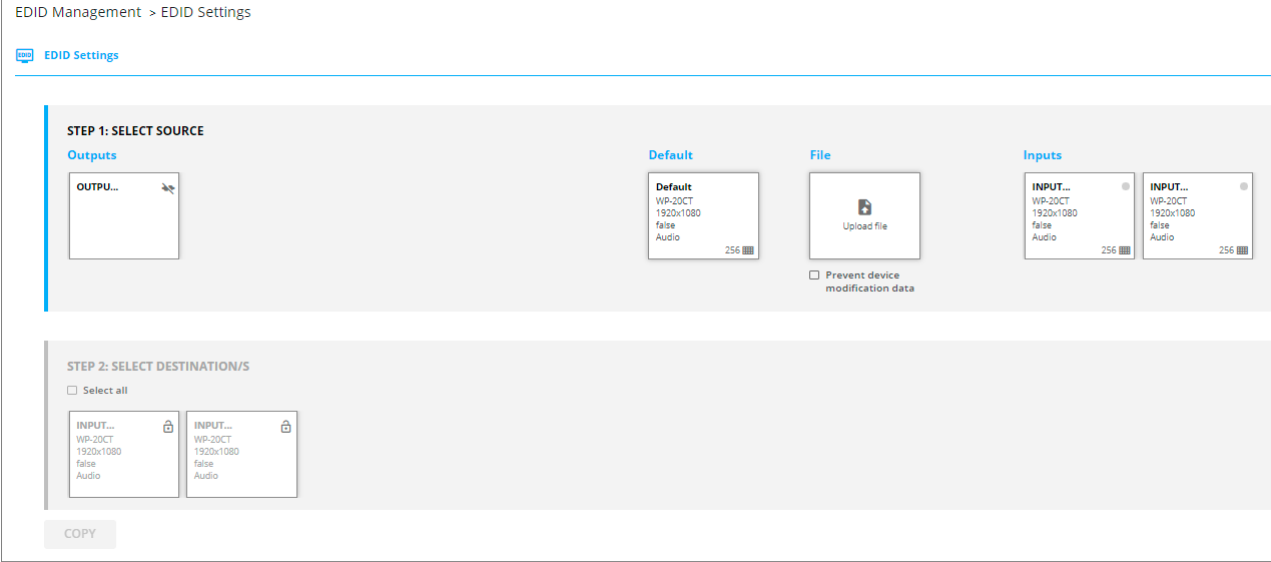 EDID Management > EDID Settings
EDID
EDID Settings
STEP 1: SELECT SOURCE
Outputs
OUTPU...
Default
Default
WP-20CT
1920x1080
false
Audio
256
File
Upload file
Prevent device
modification data
Inputs
INPUT...
WP-20CT
1920x1080
false
Audio
256
INPUT...
WP-20CT
1920x1080
false
Audio
256
STEP 2: SELECT DESTINATION/S
Select all
INPUT...
WP-20CT
1920x1080
false
Audio
INPUT...
WP-20CT
1920x1080
false
Audio
COPY